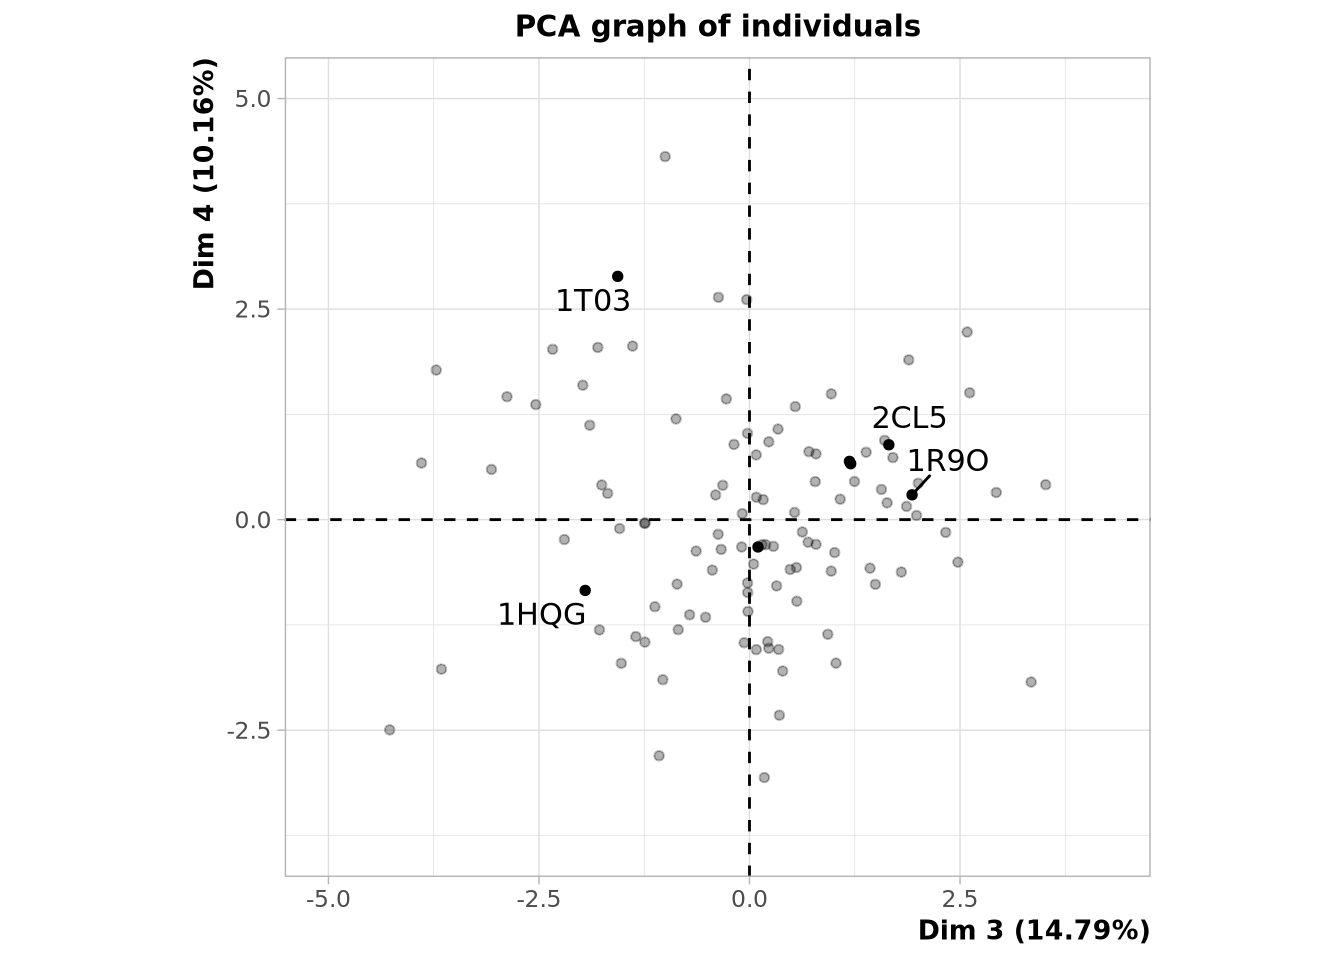 PCA graph of individuals
Dim 4 (10.16%)
5.0
2.5
0.0
-2.5
1T03
2CL5
1R9O
1HQG
-5.0
-2.5
0.0
2.5
Dim 3 (14.79%)